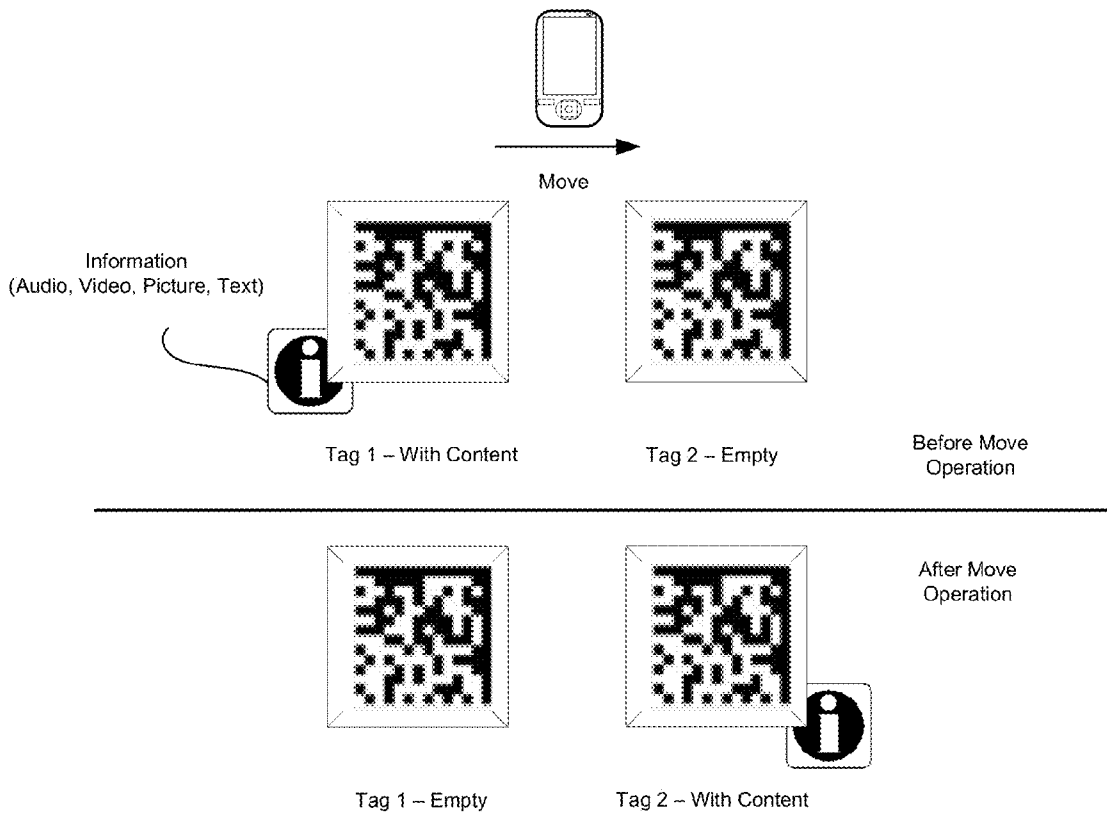 Move
Information
(Audio, Video, Picture, Text)
i
Tag 1 – With Content
Tag 2 – Empty
Before Move
Operation
After Move
Operation
i
Tag 1 – Empty
Tag 2 – With Content